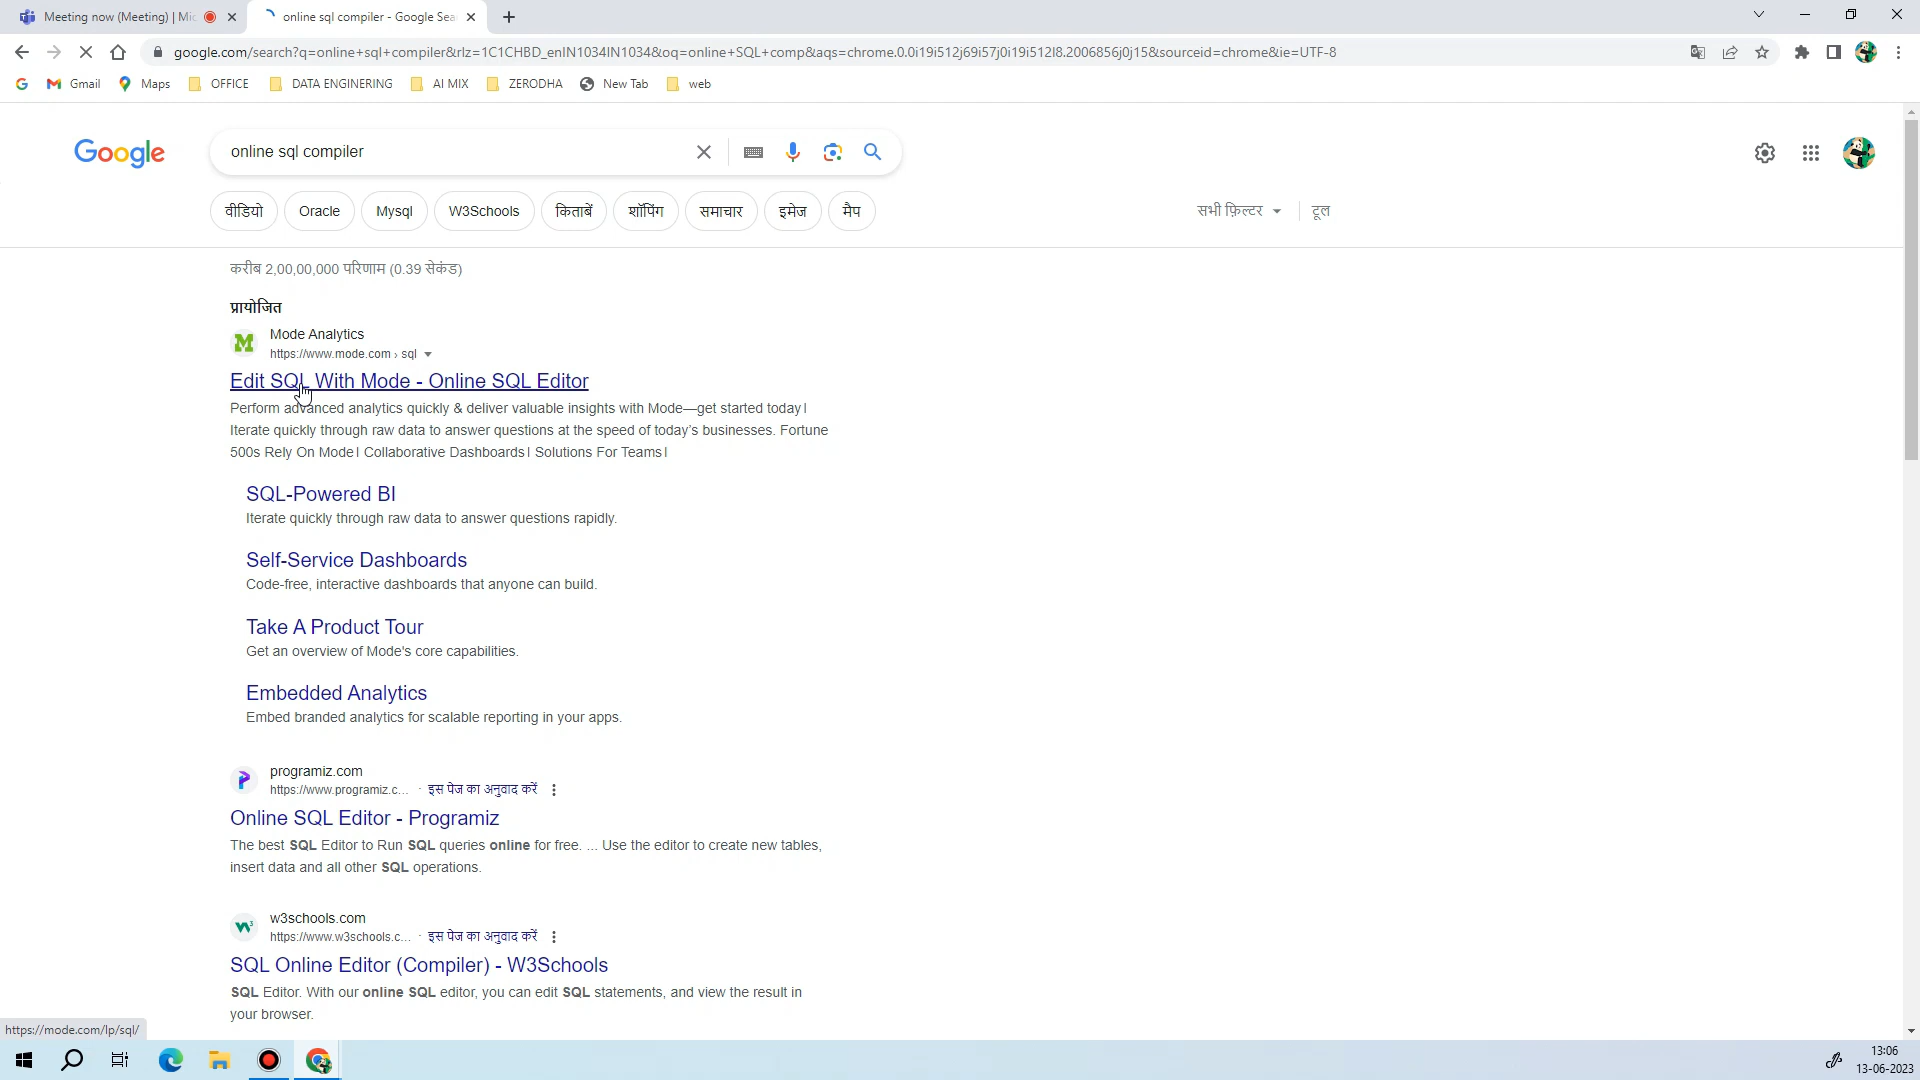 Meeting now (Meeting) | Mic
online sql compiler - Google Sea
google.com/search?q=online+sql+compiler&rlz=1C1CHBD_enIN1034IN1034&oq=online+SQL+comp&aqs=chrome.0.0i19i512j69i57j0i19i512l8.2006856j0j15&sourceid=chrome&ie=UTF-8
Gmail
Maps
OFFICE
DATA ENGINERING
AI MIX
ZERODHA
New Tab
web
Google
online sql compiler
वीडियो
Oracle
Mysql
W3Schools
किताबें
शॉपिंग
समाचार
इमेज
मैप
सभी फ़िल्टर
टूल
करीब 2,00,00,000 परिणाम (0.39 सेकंड)
प्रायोजित
Mode Analytics
https://www.mode.com › sql
Edit SQL With Mode - Online SQL Editor
Perform advanced analytics quickly & deliver valuable insights with Mode—get started today!
Iterate quickly through raw data to answer questions at the speed of today's businesses. Fortune
500s Rely On Mode! Collaborative Dashboards! Solutions For Teams!
SQL-Powered BI
Iterate quickly through raw data to answer questions rapidly.
Self-Service Dashboards
Code-free, interactive dashboards that anyone can build.
Take A Product Tour
Get an overview of Mode's core capabilities.
Embedded Analytics
Embed branded analytics for scalable reporting in your apps.
programiz.com
https://www.programiz.c... · इस पेज का अनुवाद करें
Online SQL Editor - Programiz
The best SQL Editor to Run SQL queries online for free. ... Use the editor to create new tables,
insert data and all other SQL operations.
w3schools.com
https://www.w3schools.c... · इस पेज का अनुवाद करें
SQL Online Editor (Compiler) - W3Schools
SQL Editor. With our online SQL editor, you can edit SQL statements, and view the result in
your browser.
https://mode.com/lp/sql/
13:06
13-06-2023